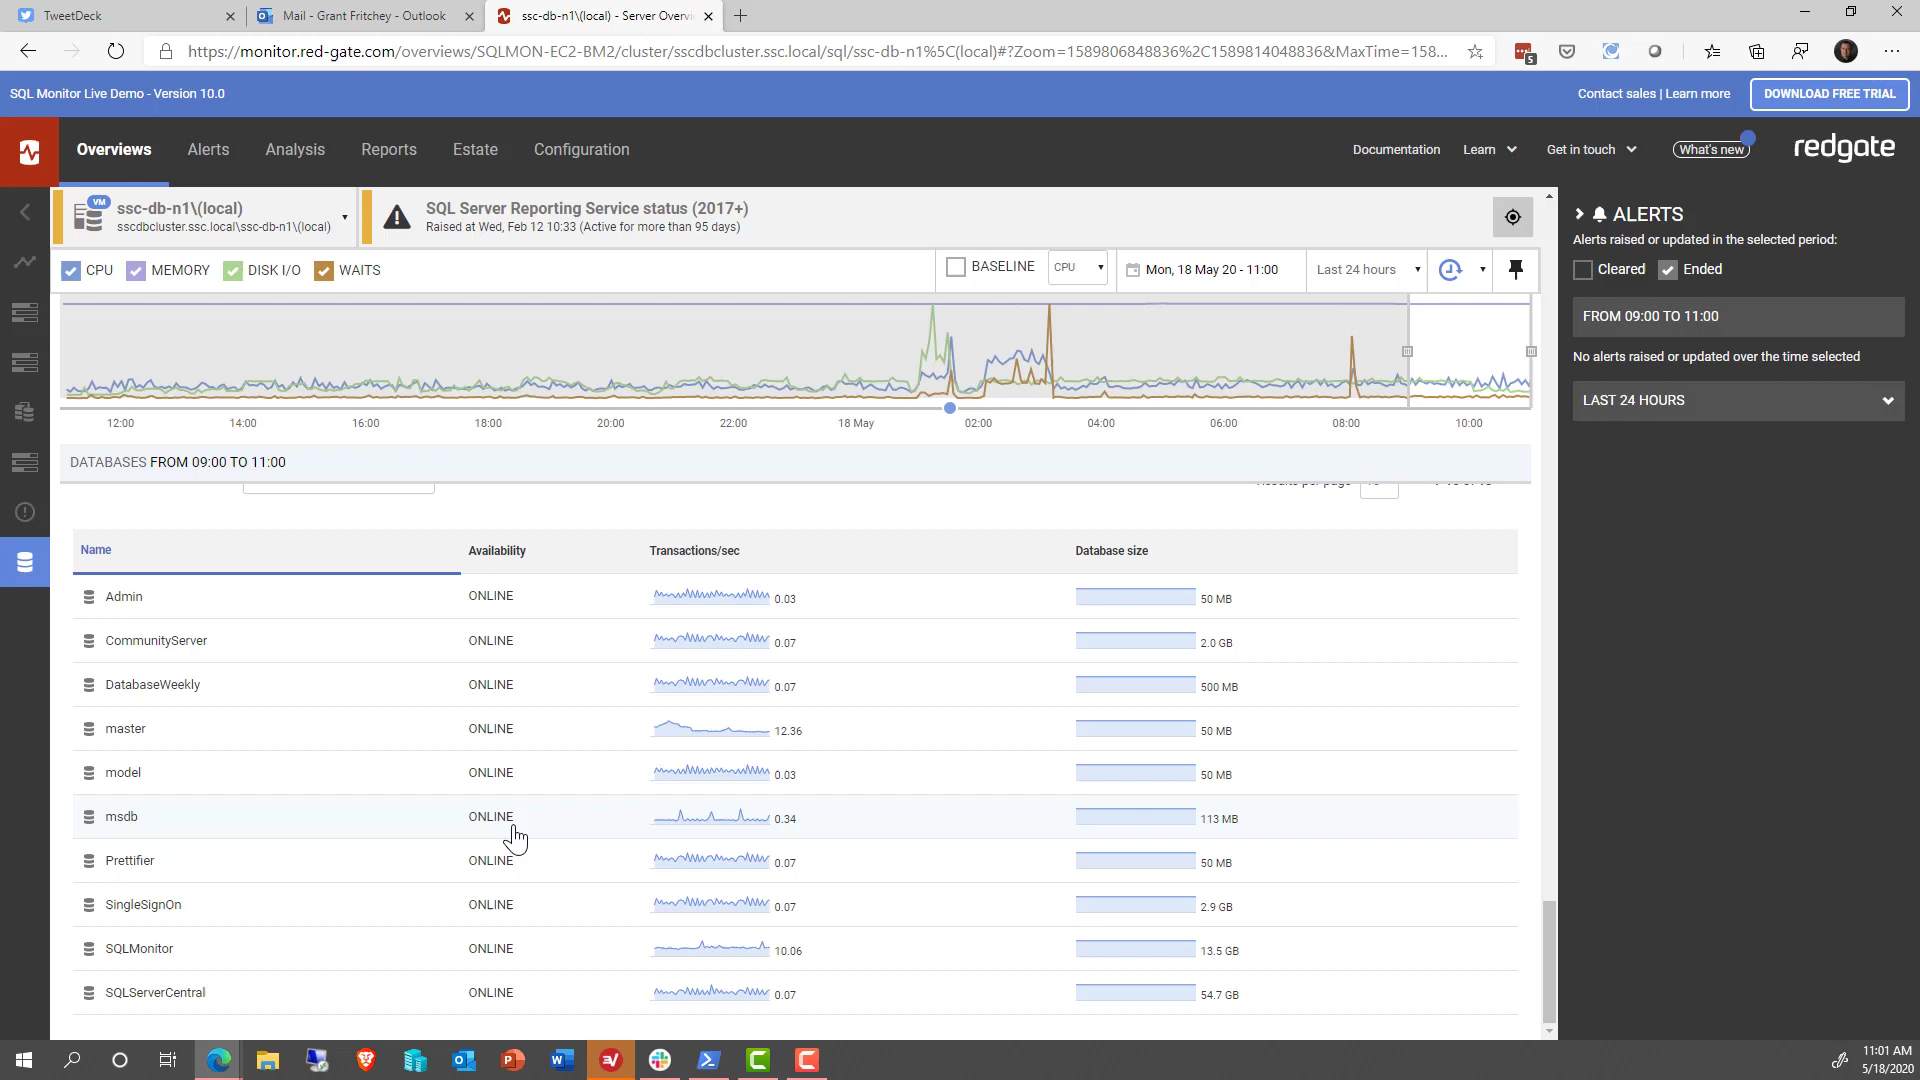 TweetDeck
Mail - Grant Fritchey - Outlook
ssc-db-n1\(local) - Server Overvi
https://monitor.red-gate.com/overviews/SQLMON-EC2-BM2/cluster/sscdbcluster.ssc.local/sql/ssc-db-n1%5C(local)#?Zoom=1589806848836%2C1589814048836&MaxTime=158...
5
SQL Monitor Live Demo - Version 10.0
Contact sales | Learn more
DOWNLOAD FREE TRIAL
Overviews
Alerts
Analysis
Reports
Estate
Configuration
Documentation
Learn
Get in touch
What's new
redgate
VM
ssc-db-n1\(local)
sscdbcluster.ssc.local\ssc-db-n1\(local)
SQL Server Reporting Service status (2017+)
Raised at Wed, Feb 12 10:33 (Active for more than 95 days)
CPU
MEMORY
DISK I/O
WAITS
BASELINE
CPU
Mon, 18 May 20 - 11:00
Last 24 hours
12:00
14:00
16:00
18:00
20:00
22:00
18 May
02:00
04:00
06:00
08:00
10:00
DATABASES FROM 09:00 TO 11:00
Results per page
Name
Availability
Transactions/sec
Database size
Admin ONLINE 0.03 50 MB
CommunityServer ONLINE 0.07 2.0 GB
DatabaseWeekly ONLINE 0.07 500 MB
master ONLINE 12.36 50 MB
model ONLINE 0.03 50 MB
msdb ONLINE 0.34 113 MB
Prettifier ONLINE 0.07 50 MB
SingleSignOn ONLINE 0.07 2.9 GB
SQLMonitor ONLINE 10.06 13.5 GB
SQLServerCentral ONLINE 0.07 54.7 GB
ALERTS
Alerts raised or updated in the selected period:
Cleared
Ended
FROM 09:00 TO 11:00
No alerts raised or updated over the time selected
LAST 24 HOURS
11:01 AM
5/18/2020